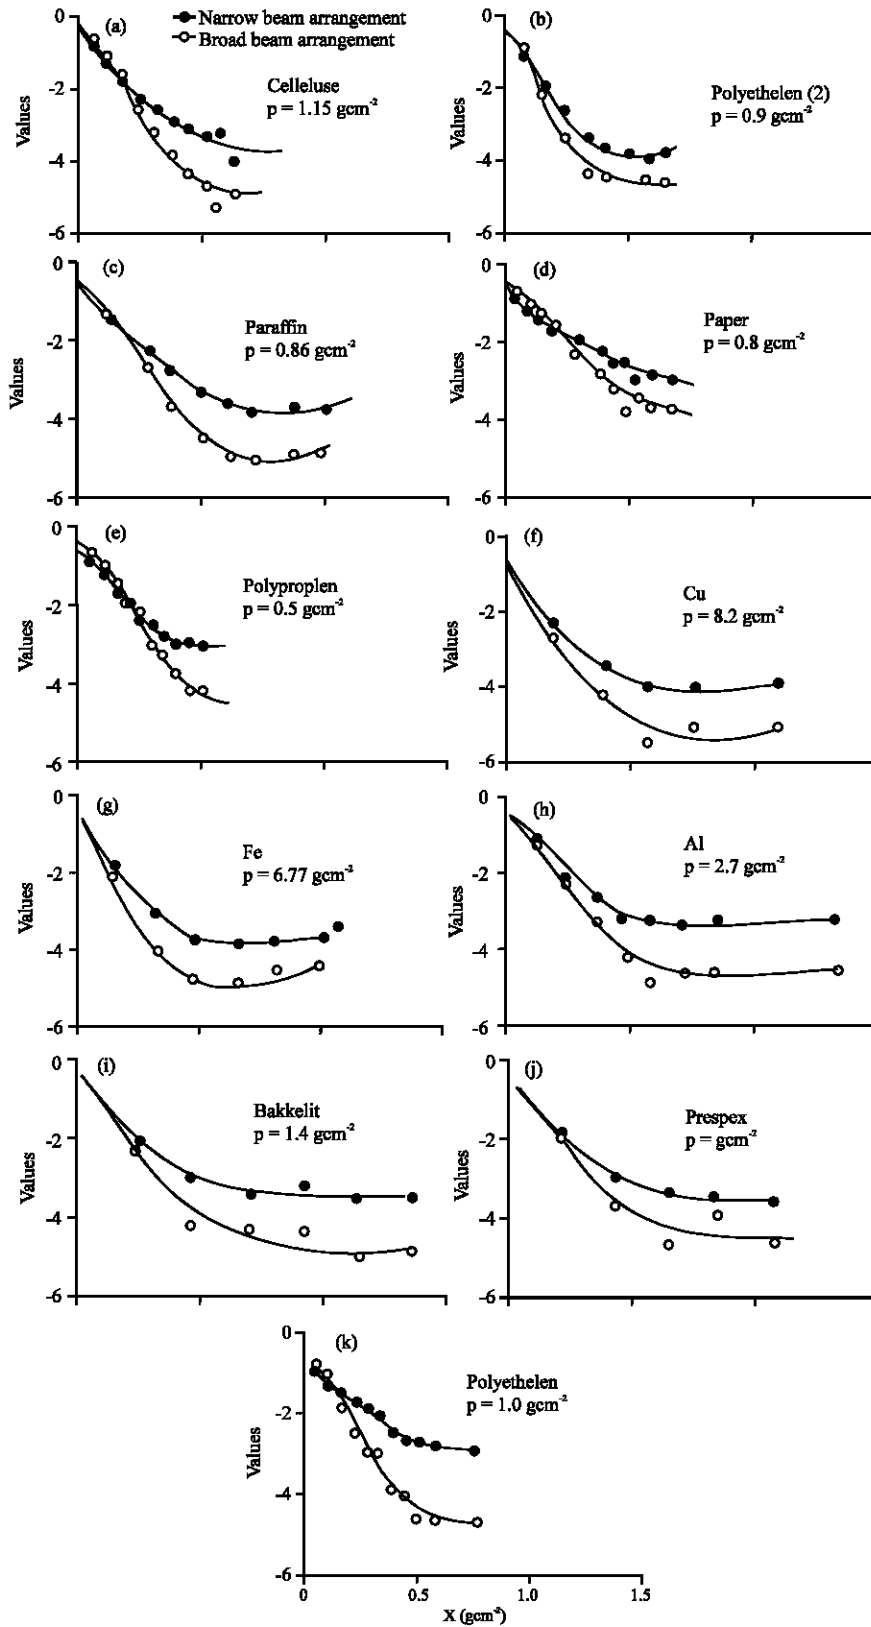 (a)
Narrow beam arrangement
Broad beam arrangement
Celleluse
p = 1.15 gcm-2
Values
0
-2
-4
-6
(b)
Polyethelen (2)
p = 0.9 gcm-2
Values
0
-2
-4
-6
(c)
Paraffin
p = 0.86 gcm-2
Values
0
-2
-4
-6
(d)
Paper
p = 0.8 gcm-2
Values
0
-2
-4
-6
(e)
Polyproplen
p = 0.5 gcm-2
Values
0
-2
-4
-6
(f)
Cu
p = 8.2 gcm-2
Values
0
-2
-4
-6
(g)
Fe
p = 6.77 gcm-2
Values
0
-2
-4
-6
(h)
Al
p = 2.7 gcm-2
Values
0
-2
-4
-6
(i)
Bakkelit
p = 1.4 gcm-2
Values
0
-2
-4
-6
(j)
Prespex
p = gcm-2
Values
0
-2
-4
-6
(k)
Polyethelen
p = 1.0 gcm-2
Values
0
-2
-4
-6
0 0.5 1.0 1.5
X (gcm-2)